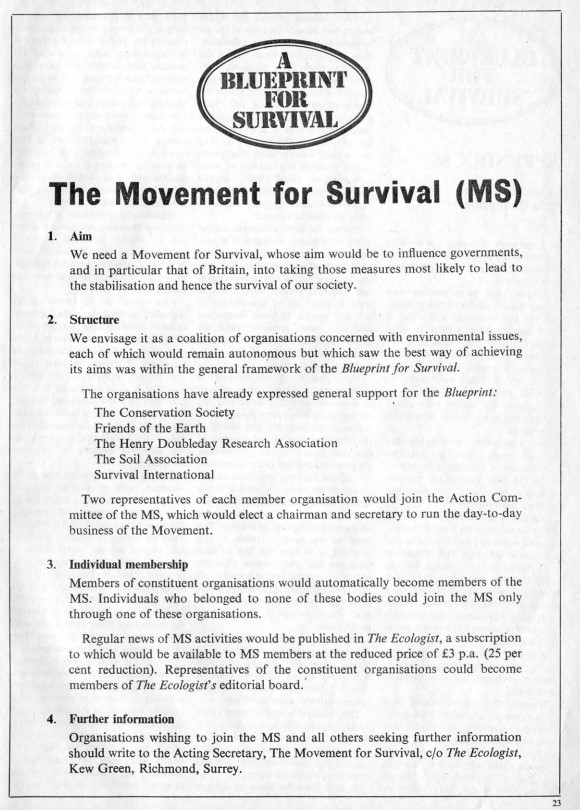 A
BLUEPRINT
FOR
SURVIVAL
The Movement for Survival (MS)
1. Aim
We need a Movement for Survival, whose aim would be to influence governments,
and in particular that of Britain, into taking those measures most likely to lead to
the stabilisation and hence the survival of our society.
2. Structure
We envisage it as a coalition of organisations concerned with environmental issues,
each of which would remain autonomous but which saw the best way of achieving
its aims was within the general framework of the Blueprint for Survival.
The organisations have already expressed general support for the Blueprint:
The Conservation Society
Friends of the Earth
The Henry Doubleday Research Association
The Soil Association
Survival International
Two representatives of each member organisation would join the Action Com-
mittee of the MS, which would elect a chairman and secretary to run the day-to-day
business of the Movement.
3. Individual membership
Members of constituent organisations would automatically become members of the
MS. Individuals who belonged to none of these bodies could join the MS only
through one of these organisations.
Regular news of MS activities would be published in The Ecologist, a subscription
to which would be available to MS members at the reduced price of £3 p.a. (25 per
cent reduction). Representatives of the constituent organisations could become
members of The Ecologist's editorial board.
4. Further information
Organisations wishing to join the MS and all others seeking further information
should write to the Acting Secretary, The Movement for Survival, c/o The Ecologist,
Kew Green, Richmond, Surrey.
23